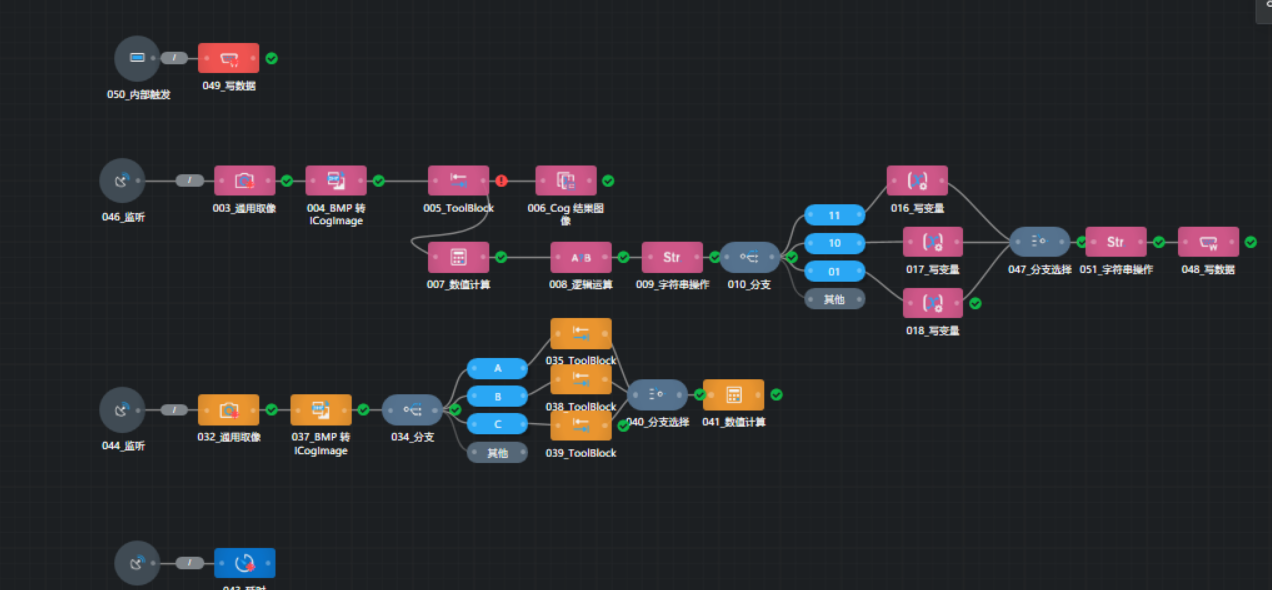 /
050_内部触发
049_写数据
/
046_监听
003_通用取像
004_BMP 转
ICogImage
005_ToolBlock
006_Cog 结果图
像
007_数值计算
A B
008_逻辑运算
Str
009_字符串操作
010_分支
11
10
01
其他
016_写变量
017_写变量
018_写变量
047_分支选择
Str
051_字符串操作
048_写数据
/
044_监听
032_通用取像
037_BMP 转
ICogImage
034_分支
A
B
C
其他
035_ToolBlock
038_ToolBlock
039_ToolBlock
040_分支选择
041_数值计算
/
043_延时